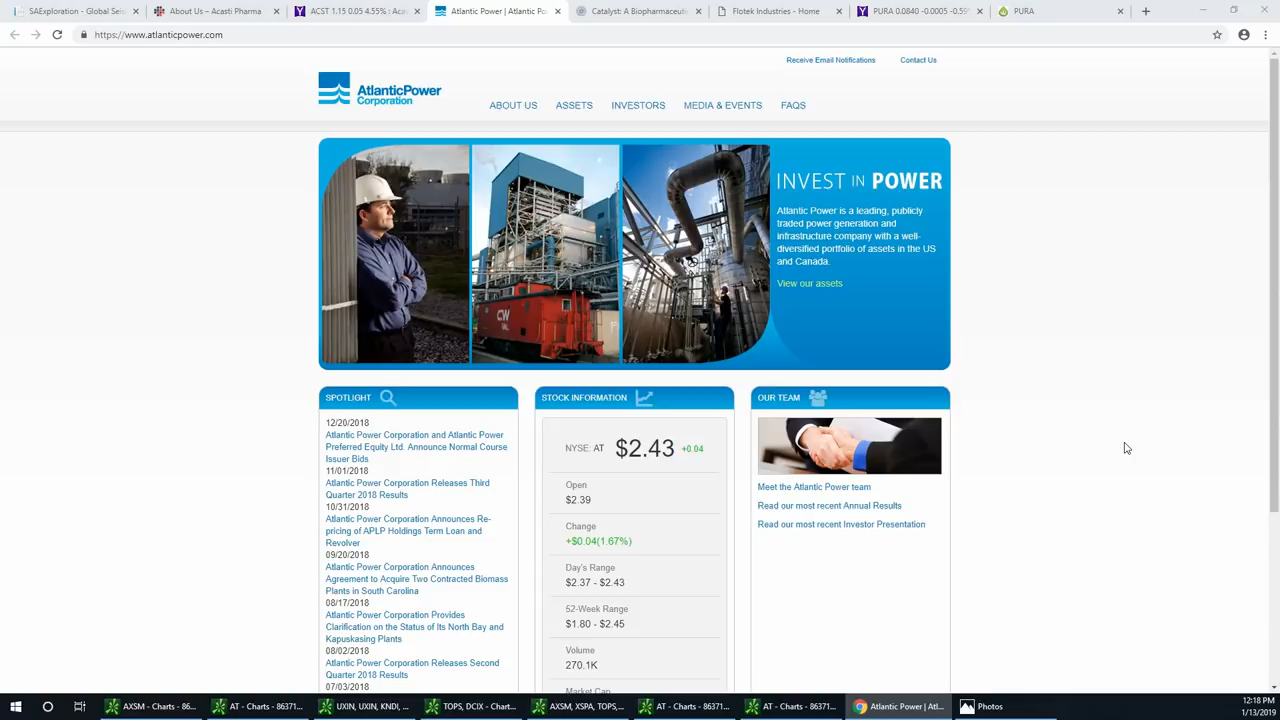 SAExploration - Seismic D
About Us – Acasti Pharma
ACST 1.15 0.05 4.55% : Aca
Atlantic Power | Atlantic Po
Catalyst: A Biopharmaceuti
Flotek Industries - Home
PURA 0.0840 -0.0005 -0.59
PURA
https://www.atlanticpower.com
Receive Email Notifications
Contact Us
AtlanticPower
Corporation
ABOUT US
ASSETS
INVESTORS
MEDIA & EVENTS
FAQS
INVEST IN POWER
Atlantic Power is a leading, publicly
traded power generation and
infrastructure company with a well-
diversified portfolio of assets in the US
and Canada.
View our assets
CW
SPOTLIGHT
12/20/2018
Atlantic Power Corporation and Atlantic Power
Preferred Equity Ltd. Announce Normal Course
Issuer Bids
11/01/2018
Atlantic Power Corporation Releases Third
Quarter 2018 Results
10/31/2018
Atlantic Power Corporation Announces Re-
pricing of APLP Holdings Term Loan and
Revolver
09/20/2018
Atlantic Power Corporation Announces
Agreement to Acquire Two Contracted Biomass
Plants in South Carolina
08/17/2018
Atlantic Power Corporation Provides
Clarification on the Status of Its North Bay and
Kapuskasing Plants
08/02/2018
Atlantic Power Corporation Releases Second
Quarter 2018 Results
07/03/2018
STOCK INFORMATION
NYSE: AT $2.43 +0.04
Open
$2.39
Change
+$0.04(1.67%)
Day's Range
$2.37 - $2.43
52-Week Range
$1.80 - $2.45
Volume
270.1K
Market Cap
OUR TEAM
Meet the Atlantic Power team
Read our most recent Annual Results
Read our most recent Investor Presentation
AXSM - Charts - 86...
AT - Charts - 86371...
UXIN, UXIN, KNDI, ...
TOPS, DCIX - Chart...
AXSM, XSPA, TOPS,...
AT - Charts - 86371...
AT - Charts - 86371...
Atlantic Power | Atl...
Photos
12:18 PM
1/13/2019